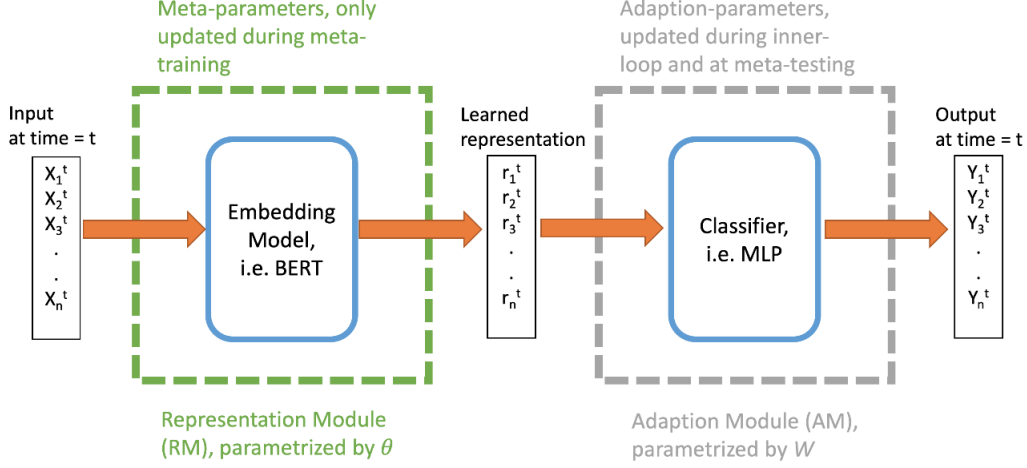 Meta-parameters, only
updated during meta-
training
Adaption-parameters,
updated during inner-
loop and at meta-testing
Input
at time = t
X₁ᵗ
X₂ᵗ
X₃ᵗ
.
.
Xₙᵗ
Embedding
Model,
i.e. BERT
Learned
representation
r₁ᵗ
r₂ᵗ
r₃ᵗ
.
.
rₙᵗ
Classifier,
i.e. MLP
Output
at time = t
Y₁ᵗ
Y₂ᵗ
Y₃ᵗ
.
.
Yₙᵗ
Representation Module
(RM), parametrized by θ
Adaption Module (AM),
parametrized by W